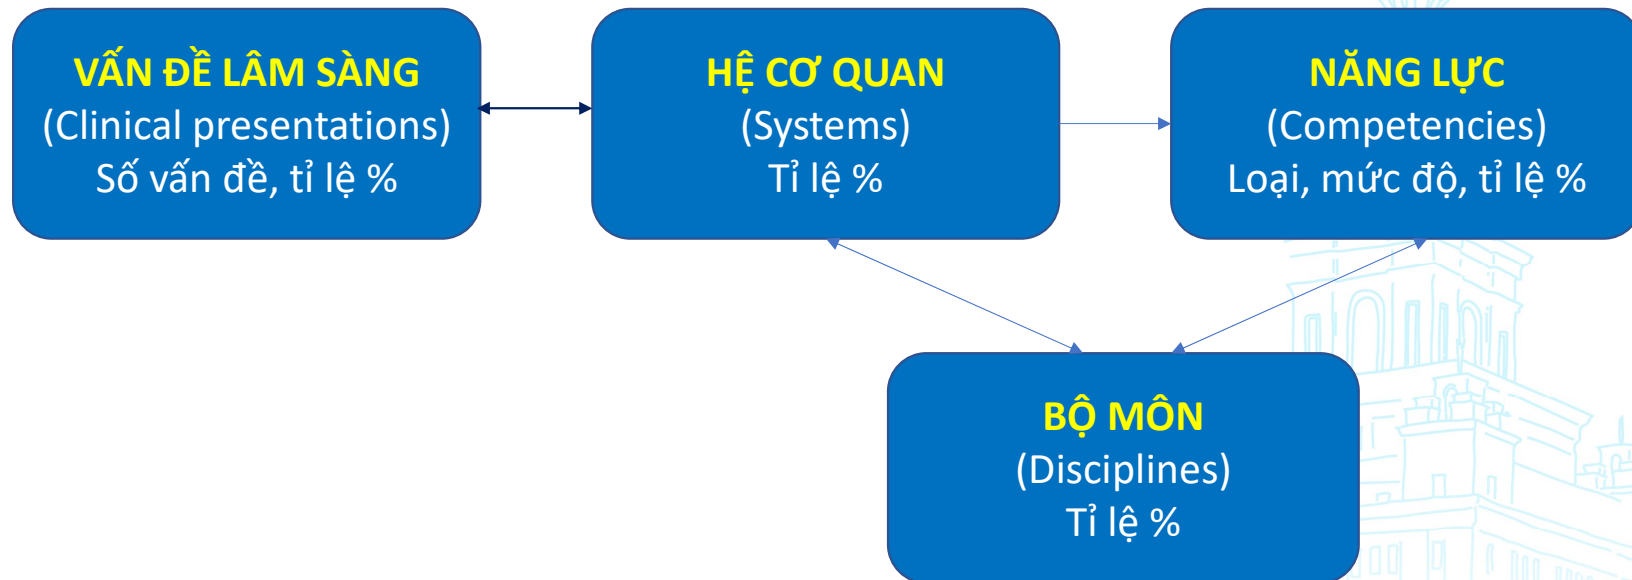 VẤN ĐỀ LÂM SÀNG
(Clinical presentations)
Số vấn đề, tỉ lệ %
HỆ CƠ QUAN
(Systems)
Tỉ lệ %
NĂNG LỰC
(Competencies)
Loại, mức độ, tỉ lệ %
BỘ MÔN
(Disciplines)
Tỉ lệ %